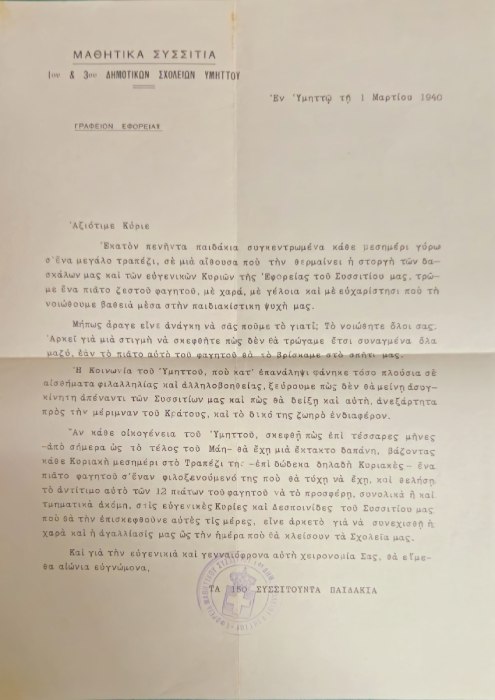 ΜΑΘΗΤΙΚΑ ΣΥΣΣΙΤΙΑ
1ου & 3ου ΔΗΜΟΤΙΚΩΝ ΣΧΟΛΕΙΩΝ ΥΜΗΤΤΟΥ
Ἐν Ὑμηττῷ τῇ 1 Μαρτίου 1940
ΓΡΑΦΕΙΟΝ ΕΦΟΡΕΙΑΣ
Ἀξιότιμε Κύριε
Ἑκατὸν πενῆντα παιδάκια συγκεντρωμένα κάθε μεσημέρι γύρω
σ'ἕνα μεγάλο τραπέζι, σὲ μιὰ αἴθουσα ποὺ τὴν θερμαίνει ἡ στοργὴ τῶν δα-
σκάλων μας καὶ τῶν εὐγενικῶν Κυριῶν τῆς Ἐφορείας τοῦ Συσσιτίου μας, τρῶ-
με ἕνα πιάτο ζεστοῦ φαγητοῦ, μὲ χαρά, μὲ γέλοια καὶ μὲ εὐχαρίστησι ποὺ τὴ
νοιώθουμε βαθειὰ μέσα στὴν παιδιακίστικη ψυχή μας.
Μήπως ἆραγε εἶνε ἀνάγκη νὰ σᾶς ποῦμε τὸ γιατί; Τὸ νοιώθετε ὅλοι σας.
Ἀρκεῖ γιὰ μιὰ στιγμὴ νὰ σκεφθῆτε πῶς δὲν θὰ τρώγαμε ἔτσι συναγμένα ὅλα
μαζύ, ἐὰν τὸ πιάτο αὐτὸ τοῦ φαγητοῦ θὰ τὸ βρίσκαμε στὸ σπῆτι μας.
Ἡ Κοινωνία τοῦ Ὑμηττοῦ, ποὺ κατ' ἐπανάληψι φάνηκε τόσο πλούσια σὲ
αἰσθήματα φιλαλληλίας καὶ ἀλληλοβοηθείας, ξεύρουμε πῶς δὲν θὰ μείνῃ ἀσυγ-
κίνητη ἀπέναντι τῶν Συσσιτίων μας καὶ πῶς θὰ δείξῃ καὶ αὐτή, ἀνεξάρτητα
πρὸς τὴν μέριμναν τοῦ Κράτους, καὶ τὸ δικό της ζωηρὸ ἐνδιαφέρον.
Ἂν κάθε οἰκογένεια τοῦ Ὑμηττοῦ, σκεφθῇ πῶς ἐπὶ τέσσαρες μῆνες
-ἀπὸ σήμερα ὡς τὸ τέλος τοῦ Μάη- θὰ ἔχῃ μιὰ ἔκτακτο δαπάνη, βάζοντας
κάθε Κυριακὴ μεσημέρι στὸ Τραπέζι της -ἐπὶ δώδεκα δηλαδὴ Κυριακὲς- ἕνα
πιάτο φαγητοῦ σ'ἕναν φιλοξενούμενό της ποὺ θὰ τύχῃ νὰ ἔχῃ, καὶ θελήσῃ
τὸ ἀντίτιμο αὐτὸ τῶν 12 πιάτων τοῦ φαγητοῦ νὰ τὸ προσφέρῃ, συνολικὰ ἢ καὶ
τμηματικὰ ἀκόμη, στὶς εὐγενικὲς Κυρίες καὶ Δεσποινίδες τοῦ Συσσιτίου μας
ποὺ θὰ τὴν ἐπισκεφθοῦνε αὐτὲς τὶς μέρες, εἶνε ἀρκετὸ γιὰ νὰ συνεχισθῇ ἡ
χαρὰ καὶ ἡ ἀγαλλίασίς μας ὡς τὴν ἡμέρα ποὺ θὰ κλείσουν τὰ Σχολεῖα μας.
Καὶ γιὰ τὴν εὐγενικιὰ καὶ γενναιόφρονα αὐτὴ χειρονομία Σας, θὰ εἴμε-
θα αἰώνια εὐγνώμονα.
ΤΑ 150 ΣΥΣΣΙΤΟΥΝΤΑ ΠΑΙΔΑΚΙΑ